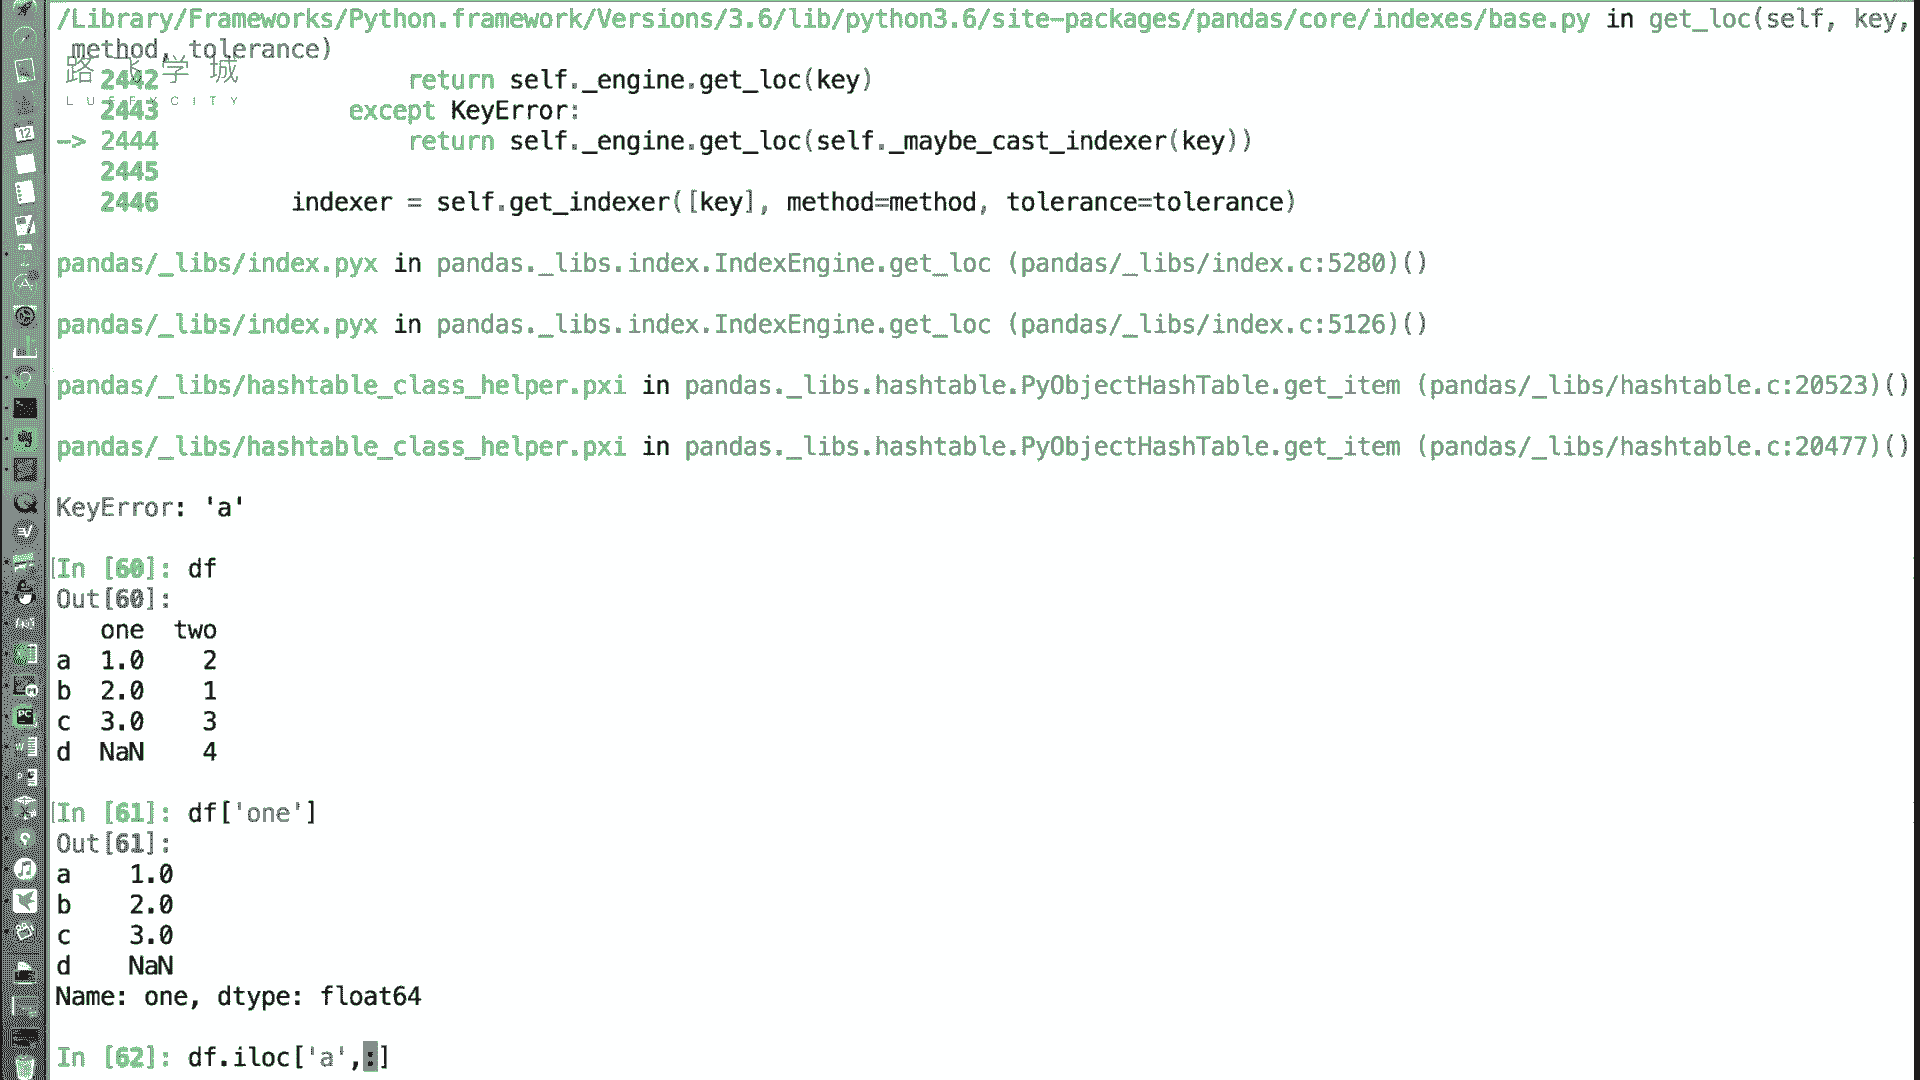 /Library/Frameworks/Python.framework/Versions/3.6/lib/python3.6/site-packages/pandas/core/indexes/base.py in get_loc(self, key,
method, tolerance)
路飞学城
LUFFYCITY
2442                 return self._engine.get_loc(key)
2443             except KeyError:
-> 2444                 return self._engine.get_loc(self._maybe_cast_indexer(key))
2445
2446         indexer = self.get_indexer([key], method=method, tolerance=tolerance)
pandas/_libs/index.pyx in pandas._libs.index.IndexEngine.get_loc (pandas/_libs/index.c:5280)()
pandas/_libs/index.pyx in pandas._libs.index.IndexEngine.get_loc (pandas/_libs/index.c:5126)()
pandas/_libs/hashtable_class_helper.pxi in pandas._libs.hashtable.PyObjectHashTable.get_item (pandas/_libs/hashtable.c:20523)()
pandas/_libs/hashtable_class_helper.pxi in pandas._libs.hashtable.PyObjectHashTable.get_item (pandas/_libs/hashtable.c:20477)()
KeyError: 'a'
In [60]: df
Out[60]:
   one  two
a  1.0    2
b  2.0    1
c  3.0    3
d  NaN    4
In [61]: df['one']
Out[61]:
a    1.0
b    2.0
c    3.0
d    NaN
Name: one, dtype: float64
In [62]: df.iloc['a',:]